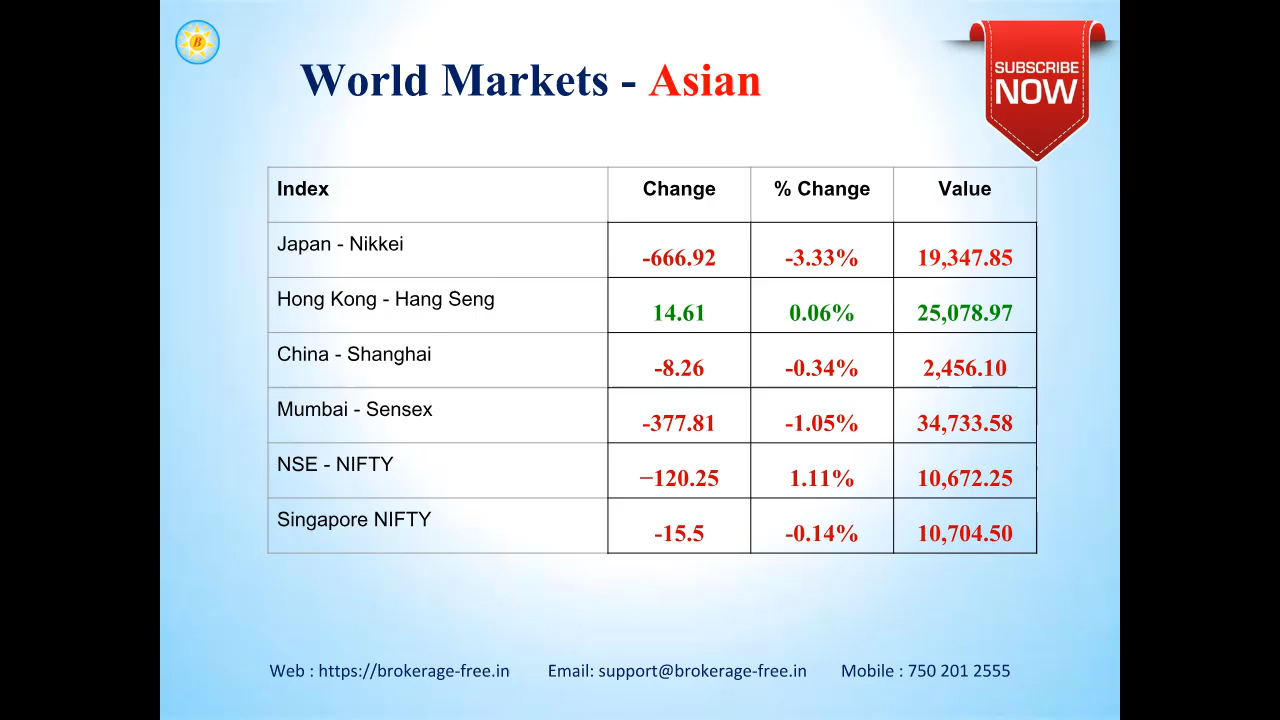 B
World Markets - Asian
SUBSCRIBE
NOW
Index Change % Change Value
Japan - Nikkei -666.92 -3.33% 19,347.85
Hong Kong - Hang Seng 14.61 0.06% 25,078.97
China - Shanghai -8.26 -0.34% 2,456.10
Mumbai - Sensex -377.81 -1.05% 34,733.58
NSE - NIFTY −120.25 1.11% 10,672.25
Singapore NIFTY -15.5 -0.14% 10,704.50
Web : https://brokerage-free.in Email: support@brokerage-free.in Mobile : 750 201 2555